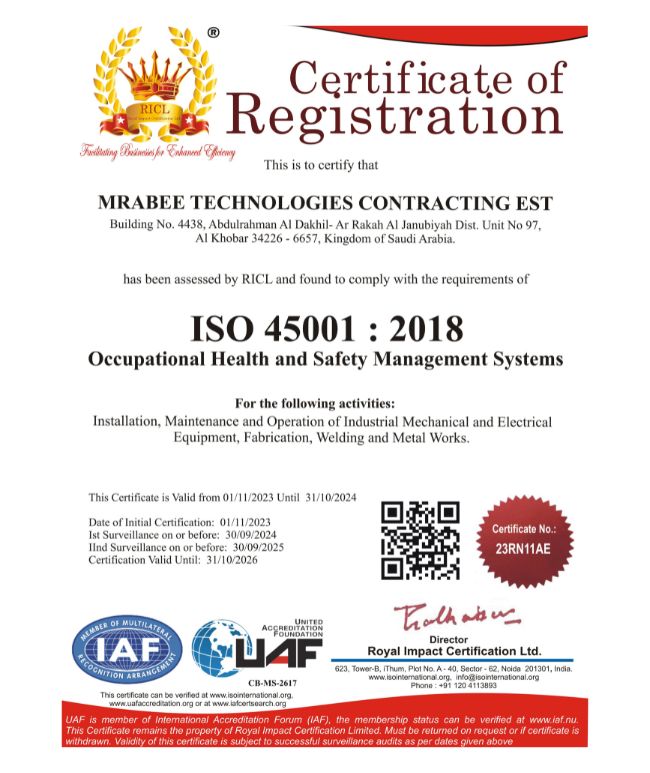 ®
RICL
Royal Impact Certification Ltd.
Facilitating Businesses for Enhanced Efficiency
Certificate of
Registration
This is to certify that
MRABEE TECHNOLOGIES CONTRACTING EST
Building No. 4438, Abdulrahman Al Dakhil- Ar Rakah Al Janubiyah Dist. Unit No 97,
Al Khobar 34226 - 6657, Kingdom of Saudi Arabia.
has been assessed by RICL and found to comply with the requirements of
ISO 45001 : 2018
Occupational Health and Safety Management Systems
For the following activities:
Installation, Maintenance and Operation of Industrial Mechanical and Electrical
Equipment, Fabrication, Welding and Metal Works.
This Certificate is Valid from 01/11/2023 Until 31/10/2024
Date of Initial Certification: 01/11/2023
Ist Surveillance on or before: 30/09/2024
IInd Surveillance on or before: 30/09/2025
Certification Valid Until: 31/10/2026
Certificate No.:
23RN11AE
MEMBER OF MULTILATERAL
IAF
RECOGNITION ARRANGEMENT
UNITED
ACCREDITATION
FOUNDATION
UAF
CB-MS-2617
Director
Royal Impact Certification Ltd.
623, Tower-B, iThum, Plot No. A - 40, Sector - 62, Noida 201301, India.
www.isointernational.org, info@isointernational.org
Phone : +91 120 4113893
This certificate can be verified at www.isointernational.org,
www.uafaccreditation.org or at www.iafcertsearch.org
UAF is member of International Accreditation Forum (IAF), the membership status can be verified at www.iaf.nu.
This Certificate remains the property of Royal Impact Certification Limited. Must be returned on request or if certificate is
withdrawn. Validity of this certificate is subject to successful surveillance audits as per dates given above